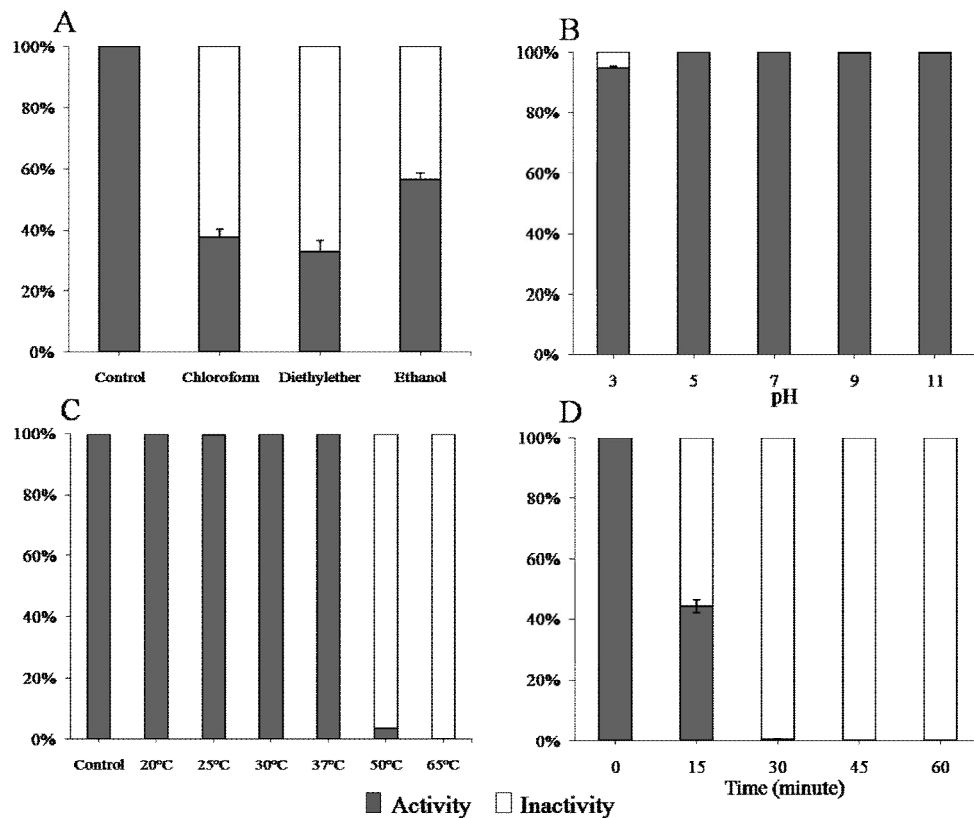 A
100%
80%
60%
40%
20%
0%
Control Chloroform Diethylether Ethanol
B
100%
80%
60%
40%
20%
0%
3 5 7 9 11
pH
C
100%
80%
60%
40%
20%
0%
Control 20°C 25°C 30°C 37°C 50°C 65°C
D
100%
80%
60%
40%
20%
0%
0 15 30 45 60
Time (minute)
Activity Inactivity